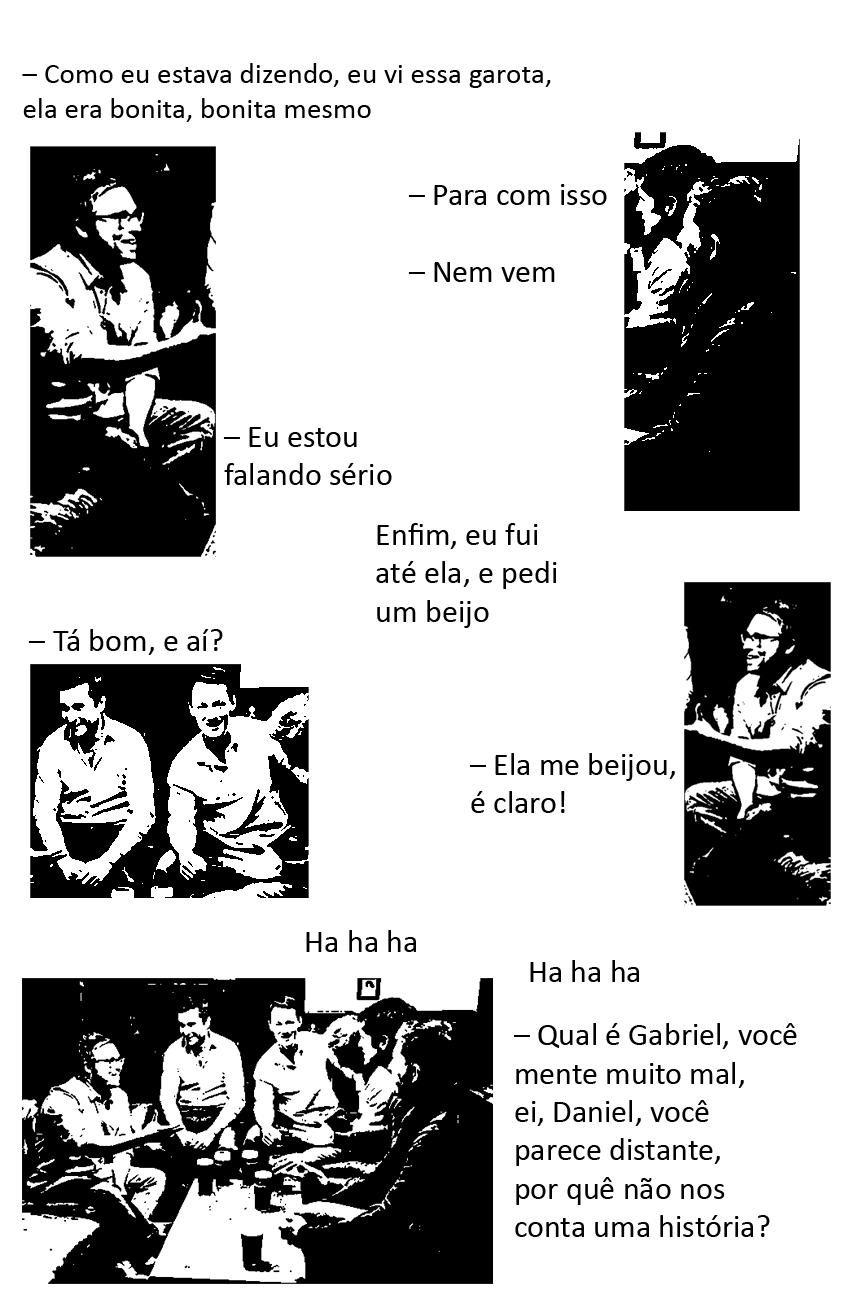 – Como eu estava dizendo, eu vi essa garota,
ela era bonita, bonita mesmo
– Para com isso
– Nem vem
– Eu estou
falando sério
Enfim, eu fui
até ela, e pedi
um beijo
– Tá bom, e aí?
– Ela me beijou,
é claro!
Ha ha ha
Ha ha ha
– Qual é Gabriel, você
mente muito mal,
ei, Daniel, você
parece distante,
por quê não nos
conta uma história?